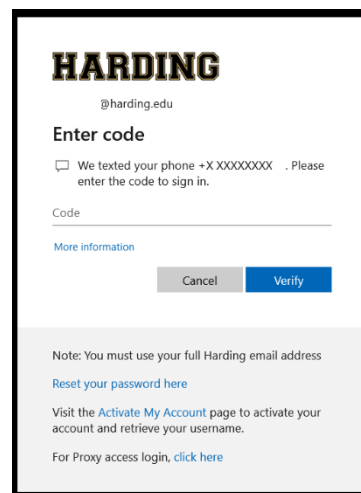 HARDING
@harding.edu
Enter code
We texted your phone +X XXXXXXXX . Please
enter the code to sign in.
Code
More information
Cancel Verify
Note: You must use your full Harding email address
Reset your password here
Visit the Activate My Account page to activate your
account and retrieve your username.
For Proxy access login, click here